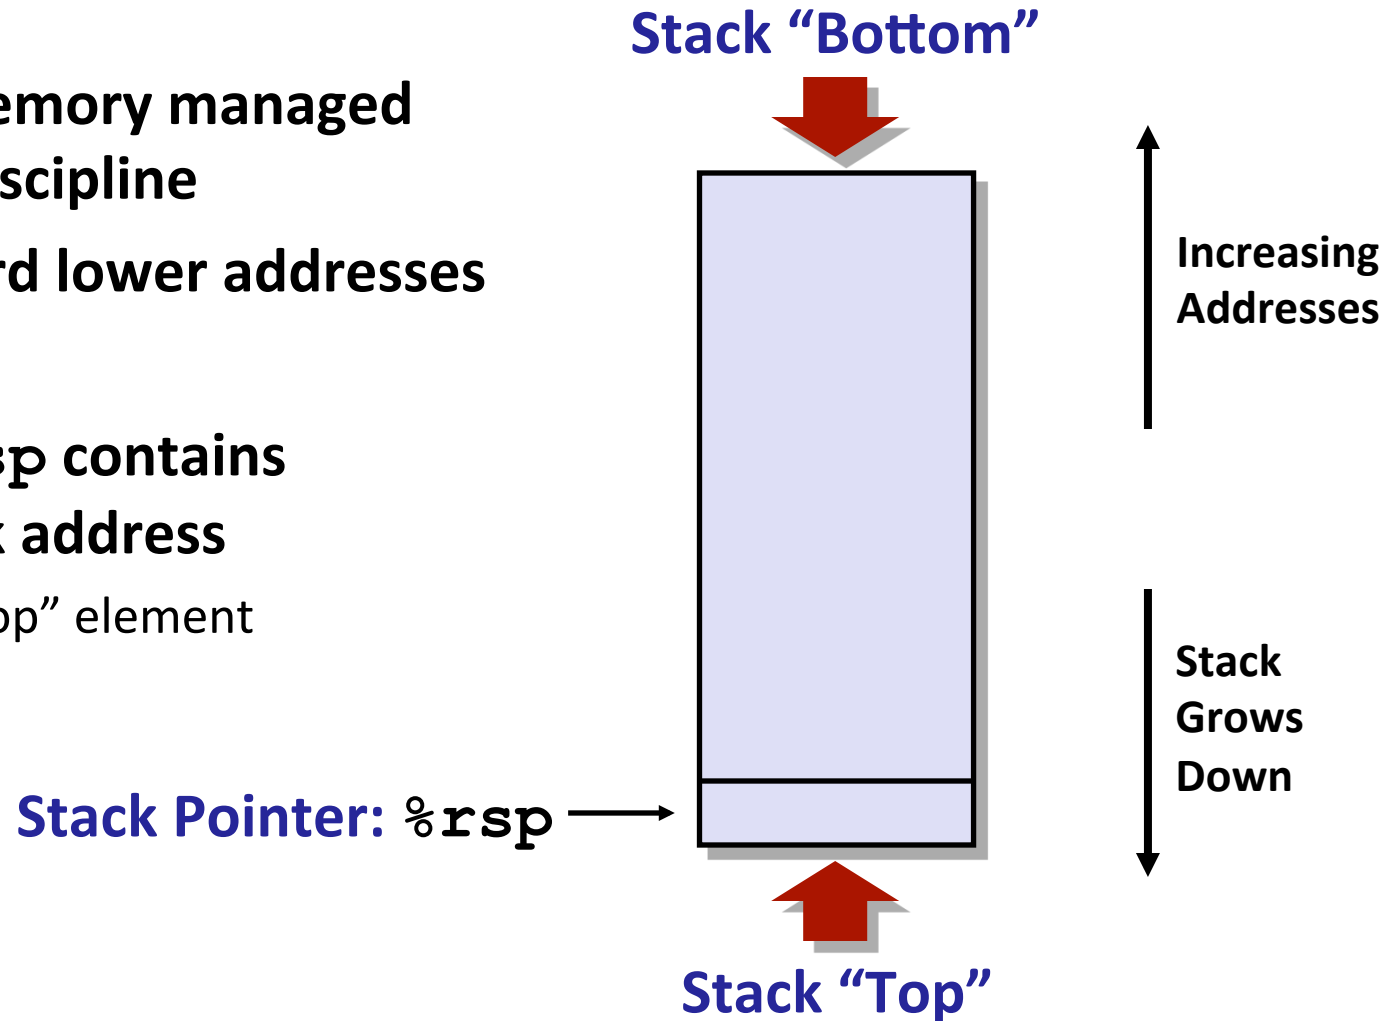 Stack “Bottom”
emory managed
scipline
rd lower addresses
sp contains
k address
op” element
Stack Pointer: %rsp
Increasing
Addresses
Stack
Grows
Down
Stack “Top”